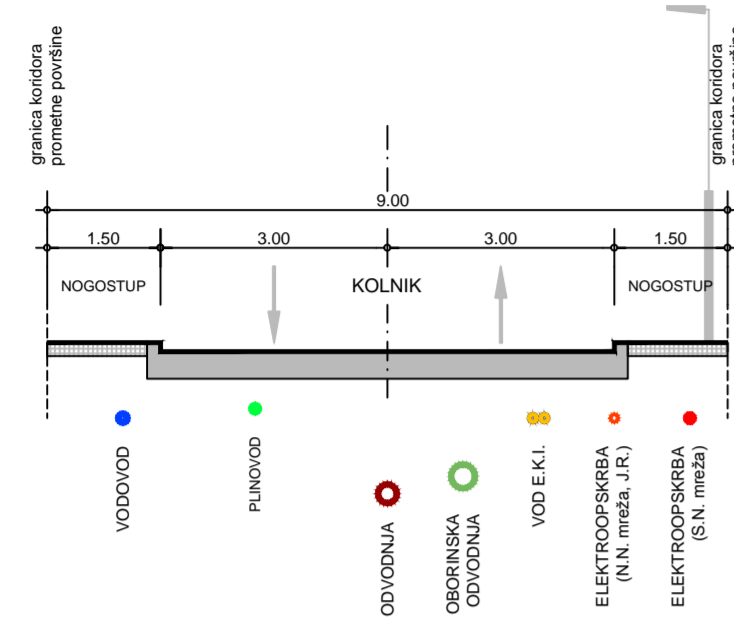 granica koridora
prometne površine
granica koridora
9.00
1.50
3.00
3.00
1.50
NOGOSTUP
KOLNIK
NOGOSTUP
VODOVOD
PLINOVOD
ODVODNJA
OBORINSKA
ODVODNJA
VOD E.K.I.
ELEKTROOPSKRBA
(N.N. mreža, J.R.)
ELEKTROOPSKRBA
(S.N. mreža)